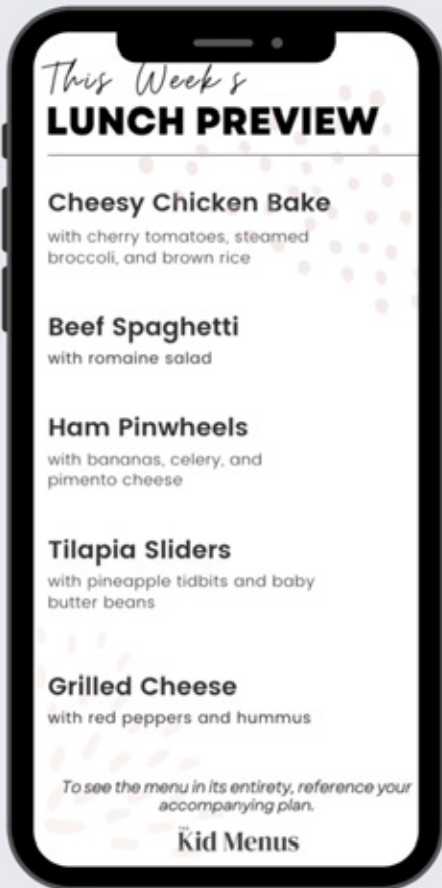 This Week's
LUNCH PREVIEW
Cheesy Chicken Bake
with cherry tomatoes, steamed
broccoli, and brown rice
Beef Spaghetti
with romaine salad
Ham Pinwheels
with bananas, celery, and
pimento cheese
Tilapia Sliders
with pineapple tidbits and baby
butter beans
Grilled Cheese
with red peppers and hummus
To see the menu in its entirety, reference your
accompanying plan.
THE
Kid Menus